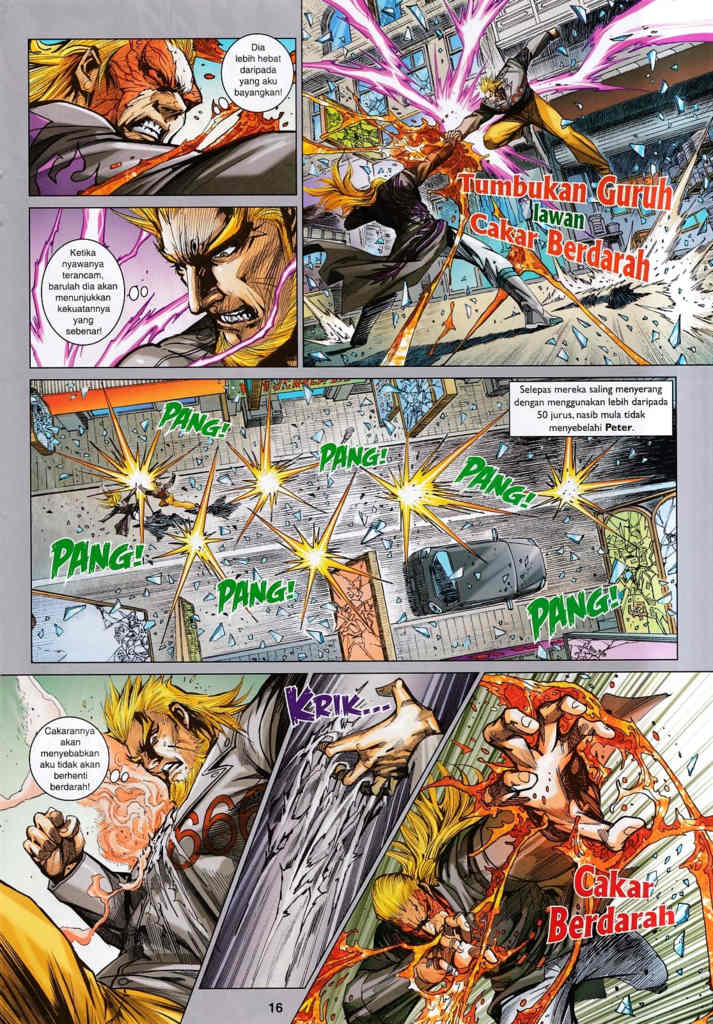 Dia
lebih hebat
daripada
yang aku
bayangkan!
Tumbukan Guruh
lawan
Cakar Berdarah
Ketika
nyawanya
terancam,
barulah dia akan
menunjukkan
kekuatannya
yang
sebenar!
Selepas mereka saling menyerang
dengan menggunakan lebih daripada
50 jurus, nasib mula tidak
menyebelahi Peter.
PANG!
PANG!
PANG!
PANG!
PANG!
PANG!
Cakarannya
akan
menyebabkan
aku tidak akan
berhenti
berdarah!
666
KRIK...
Cakar
Berdarah
16